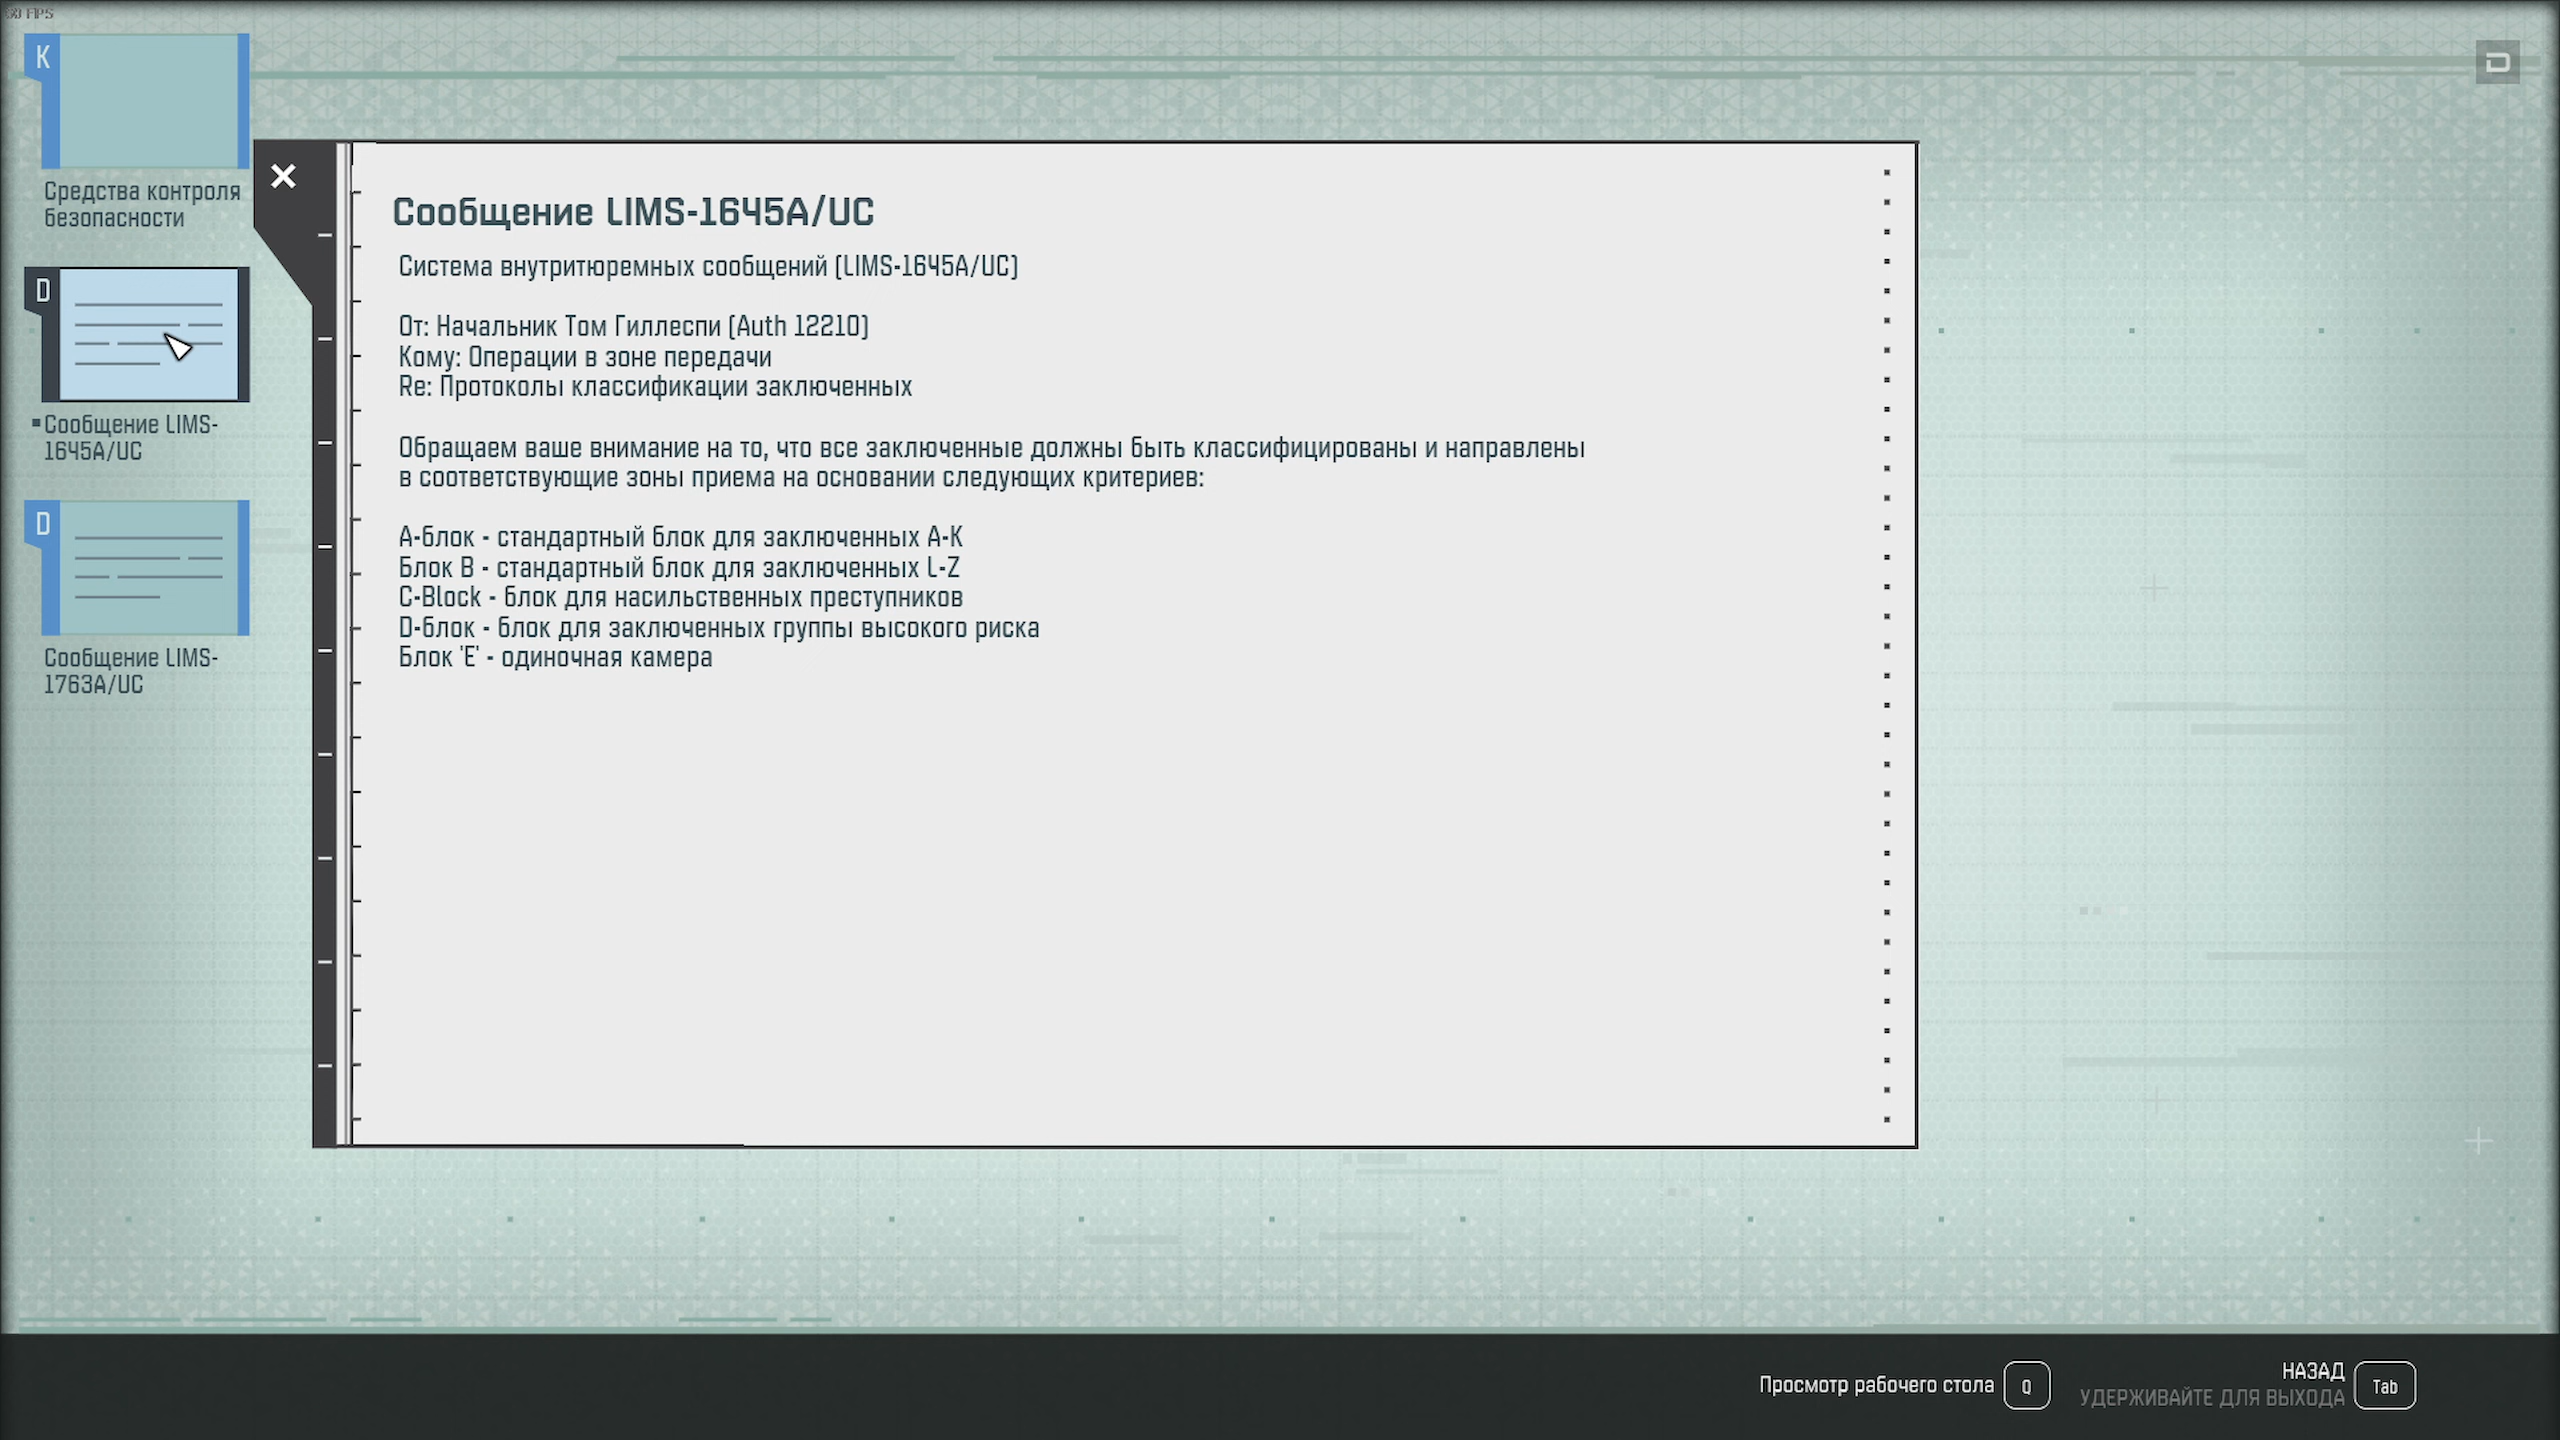 60 FPS
K
Средства контроля
безопасности
D
Сообщение LIMS-
1645A/UC
D
Сообщение LIMS-
1763A/UC
Сообщение LIMS-1645A/UC
Система внутритюремных сообщений (LIMS-1645A/UC)
От: Начальник Том Гиллеспи (Auth 12210)
Кому: Операции в зоне передачи
Re: Протоколы классификации заключенных
Обращаем ваше внимание на то, что все заключенные должны быть классифицированы и направлены
в соответствующие зоны приема на основании следующих критериев:
А-блок - стандартный блок для заключенных A-K
Блок B - стандартный блок для заключенных L-Z
C-Block - блок для насильственных преступников
D-блок - блок для заключенных группы высокого риска
Блок 'E' - одиночная камера
Просмотр рабочего стола Q
НАЗАД
УДЕРЖИВАЙТЕ ДЛЯ ВЫХОДА Tab